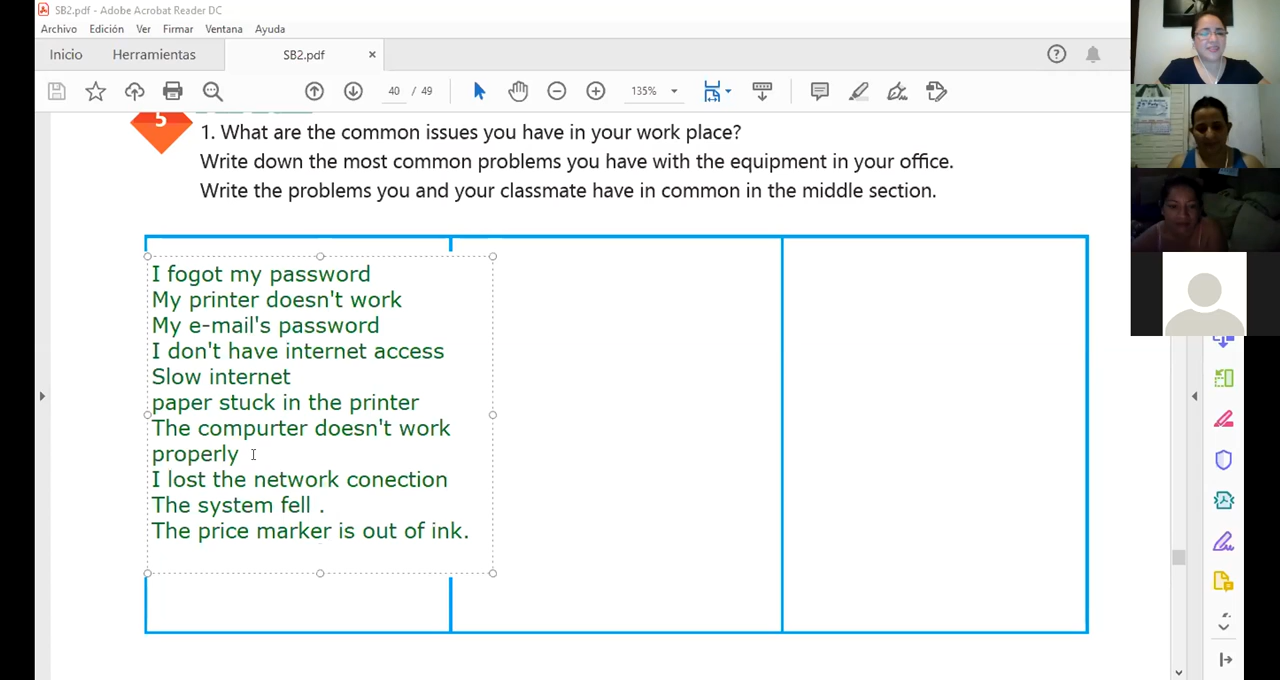 SB2.pdf - Adobe Acrobat Reader DC
Archivo Edición Ver Firmar Ventana Ayuda
Inicio Herramientas SB2.pdf ×
40 / 49 135%
5
1. What are the common issues you have in your work place?
Write down the most common problems you have with the equipment in your office.
Write the problems you and your classmate have in common in the middle section.
I fogot my password
My printer doesn't work
My e-mail's password
I don't have internet access
Slow internet
paper stuck in the printer
The compurter doesn't work
properly
I lost the network conection
The system fell .
The price marker is out of ink.